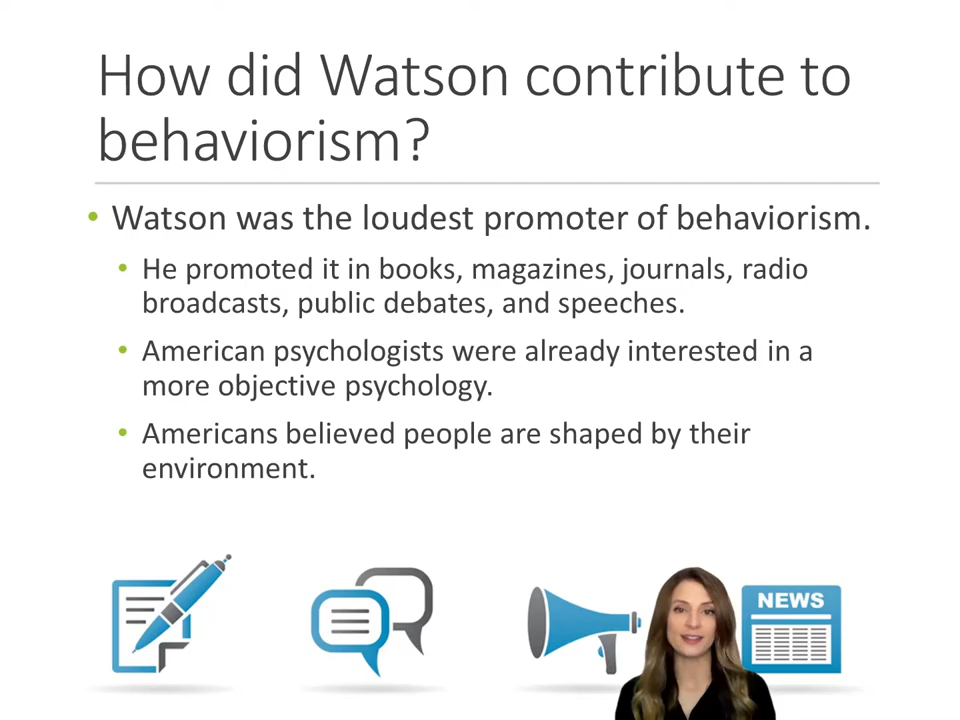 How did Watson contribute to
behaviorism?
• Watson was the loudest promoter of behaviorism.
• He promoted it in books, magazines, journals, radio
broadcasts, public debates, and speeches.
• American psychologists were already interested in a
more objective psychology.
• Americans believed people are shaped by their
environment.
NEWS